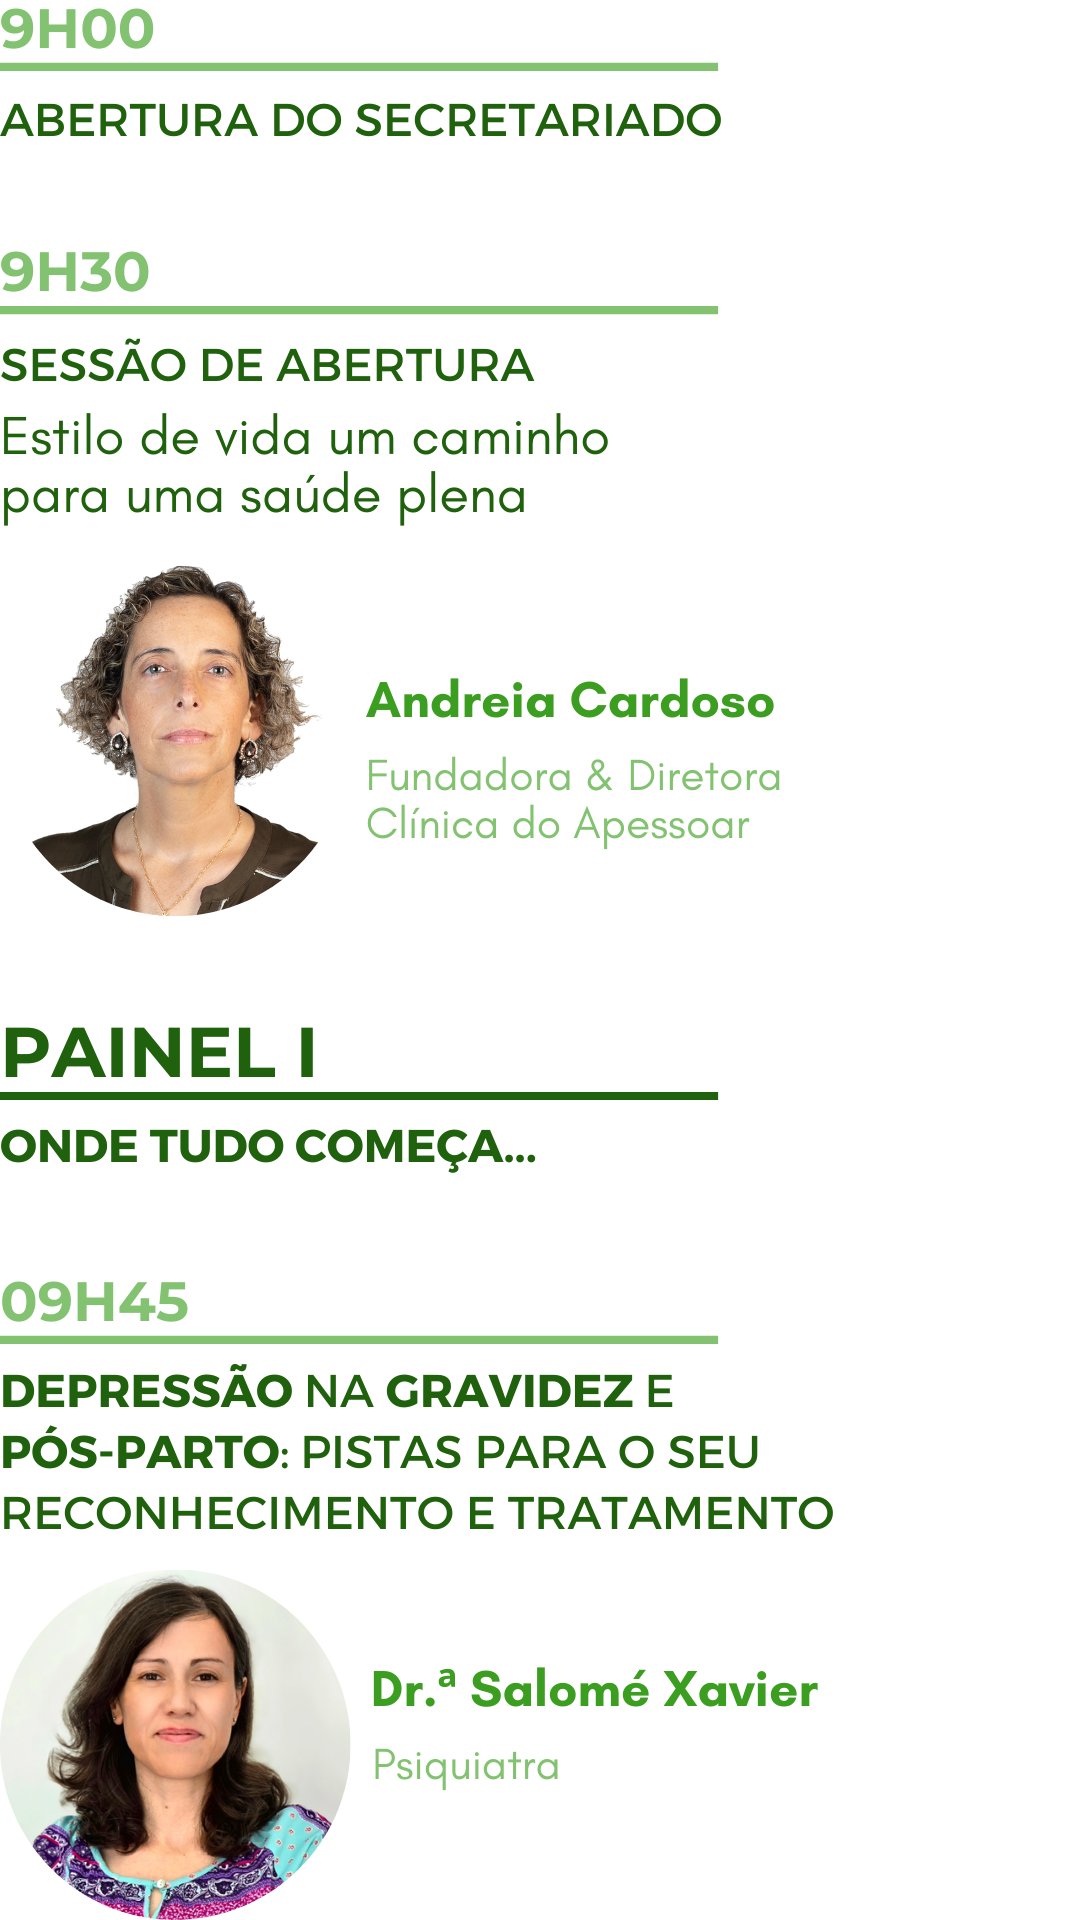 9H00
ABERTURA DO SECRETARIADO
9H30
SESSÃO DE ABERTURA
Estilo de vida um caminho
para uma saúde plena
Andreia Cardoso
Fundadora & Diretora
Clínica do Apessoar
PAINEL I
ONDE TUDO COMEÇA...
09H45
DEPRESSÃO NA GRAVIDEZ E
PÓS-PARTO: PISTAS PARA O SEU
RECONHECIMENTO E TRATAMENTO
Dr.ª Salomé Xavier
Psiquiatra